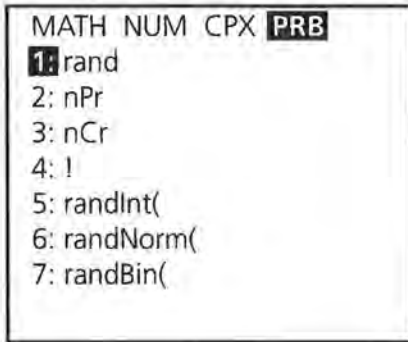 MATH NUM CPX PRB
1: rand
2: nPr
3: nCr
4: !
5: randInt(
6: randNorm(
7: randBin(